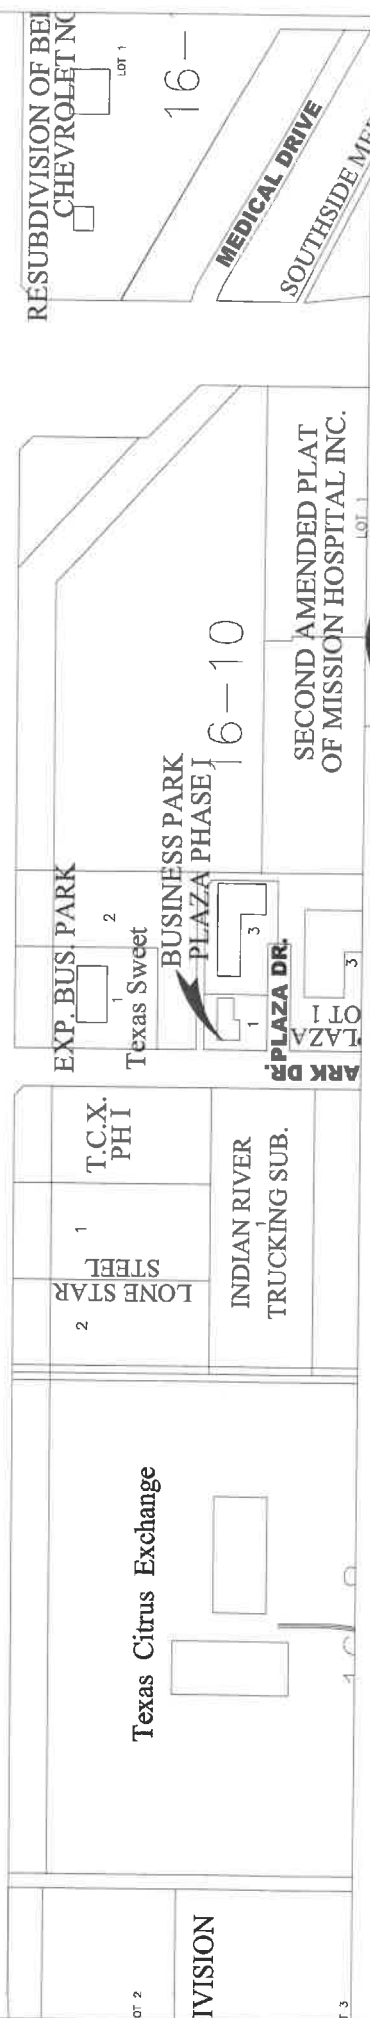 RESUBDIVISION OF BE
CHEVROLET NO
LOT 1
16-
MEDICAL DRIVE
SOUTHSIDE ME
SECOND AMENDED PLAT
OF MISSION HOSPITAL INC.
LOT 1
16-10
BUSINESS PARK
PLAZA PHASE I
EXP. BUS. PARK
1
2
Texas Sweet
3
1
PLAZA DR.
3
PLAZA
OT 1
ARK DR.
T.C.X.
PH I
1
LONE STAR
STEEL
2
INDIAN RIVER
1
TRUCKING SUB.
Texas Citrus Exchange
OT 2
IVISION
T 3